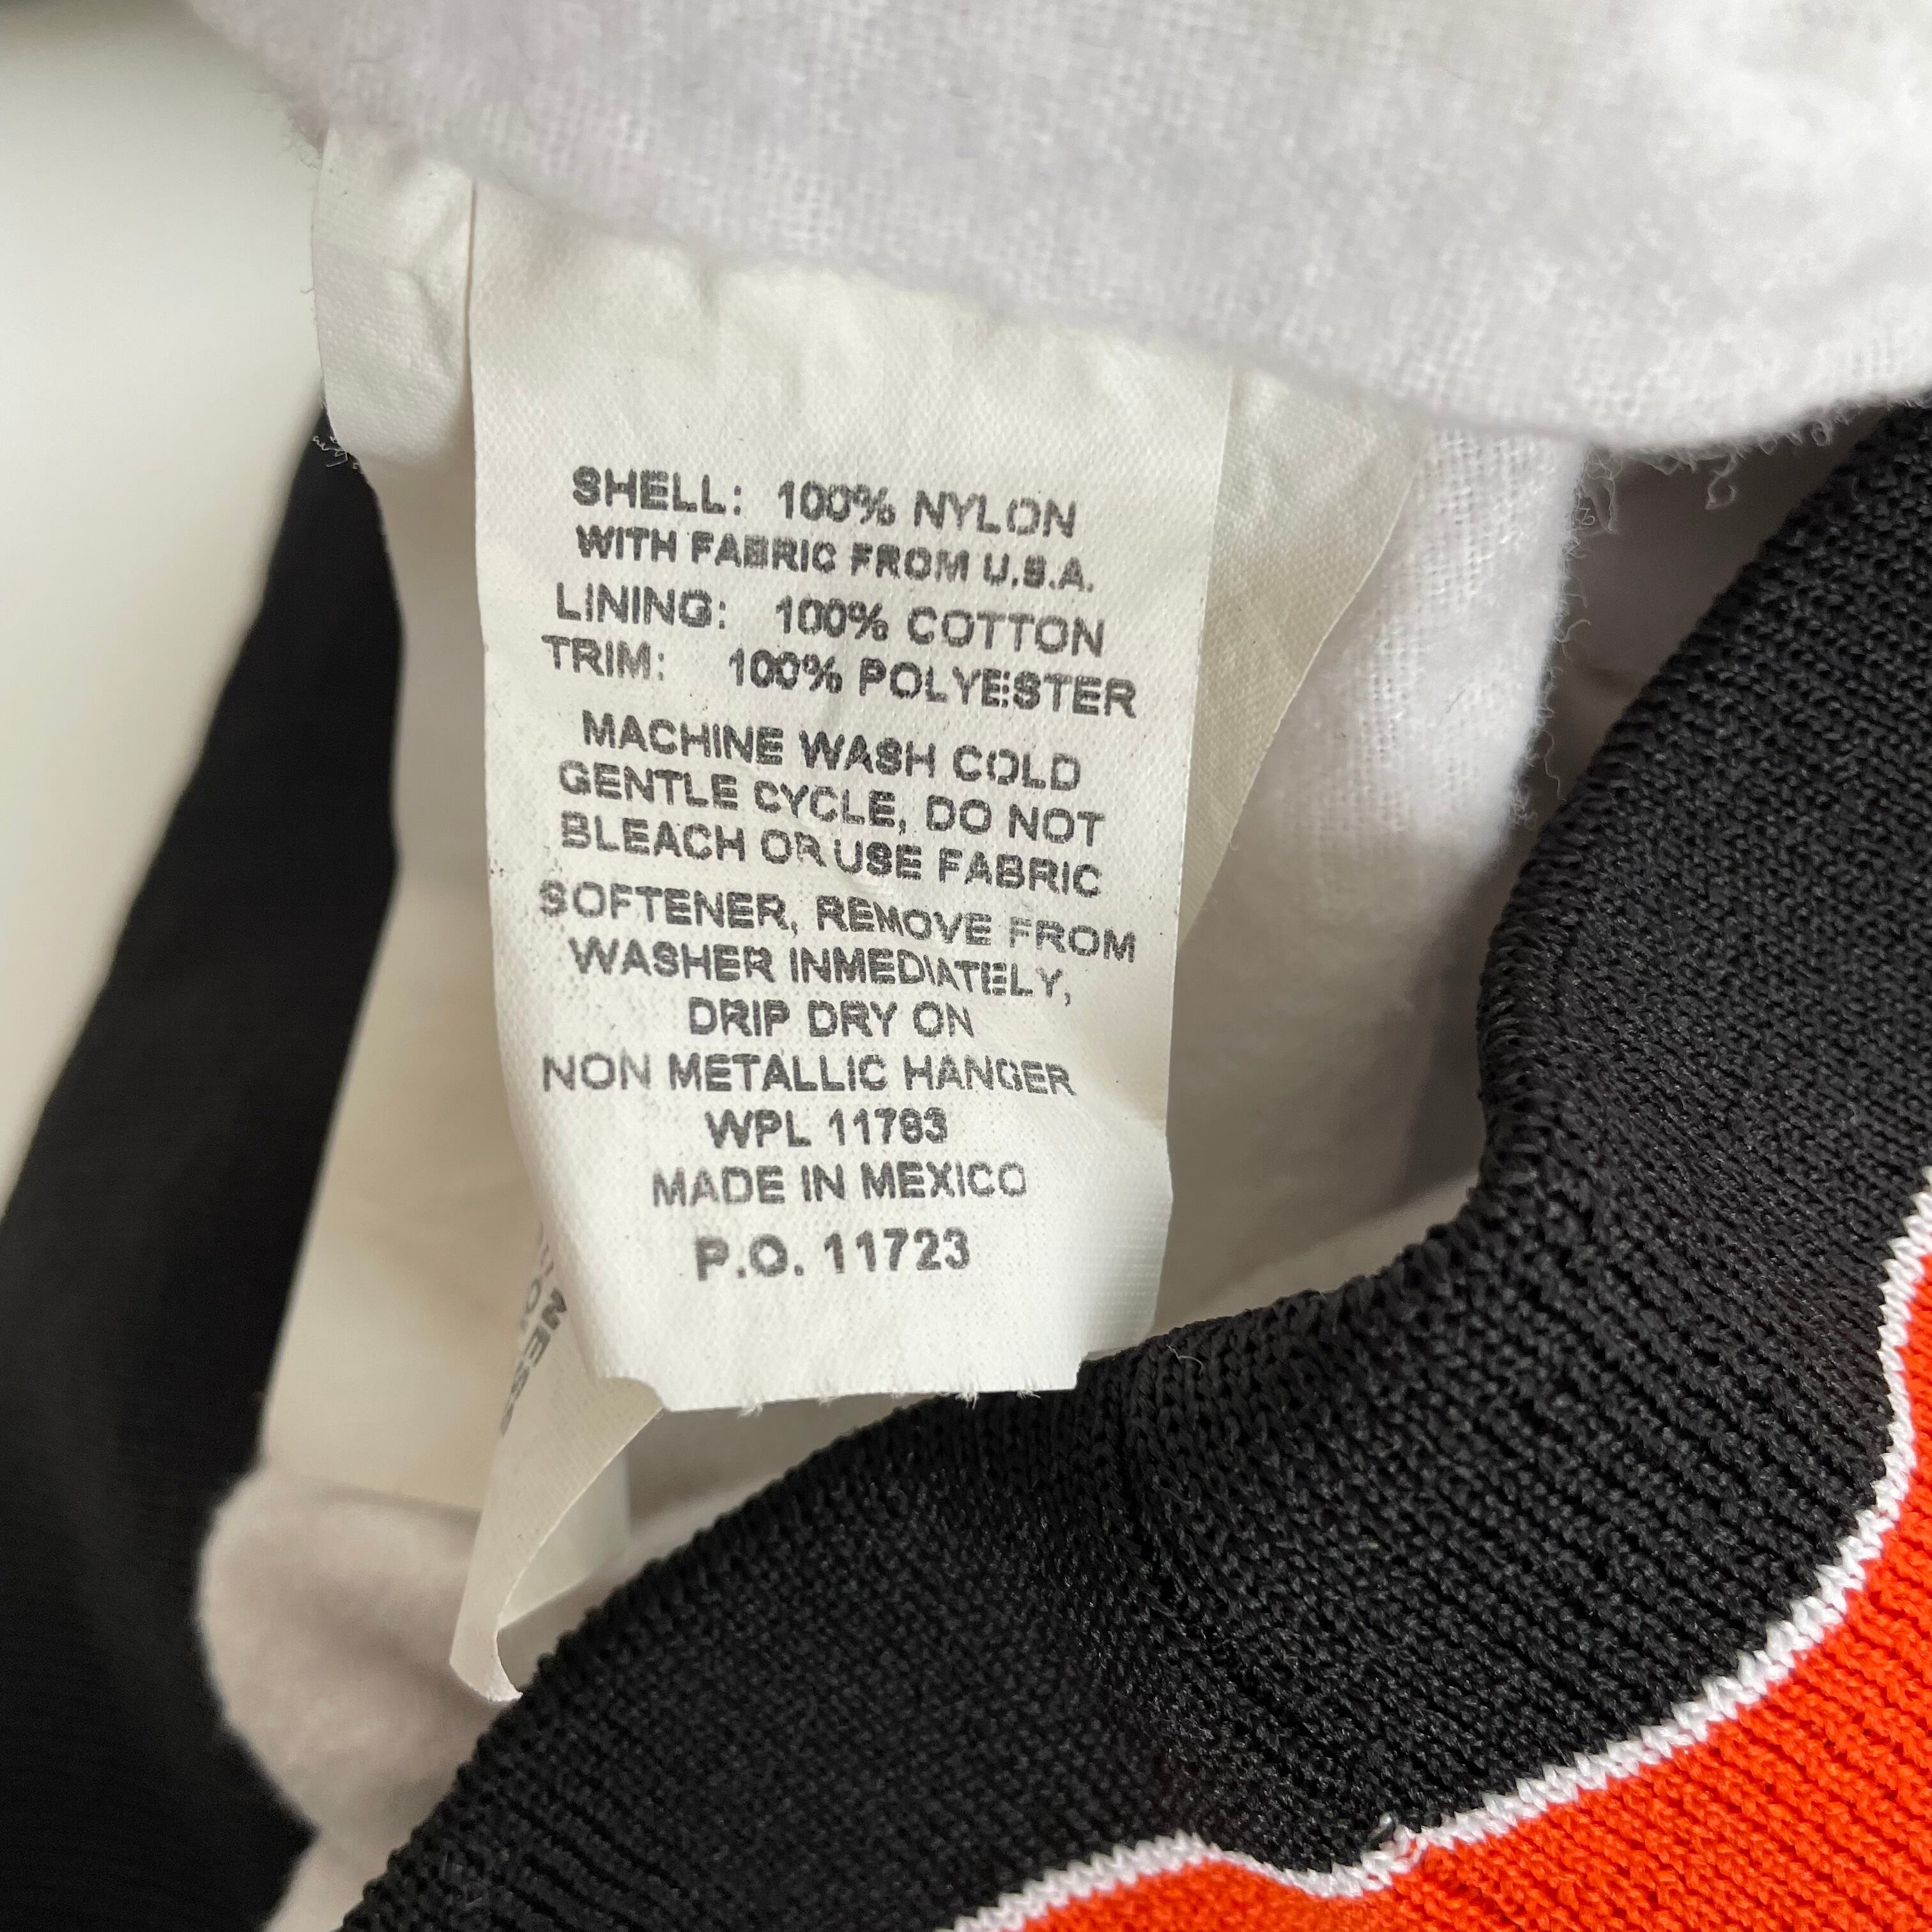 SHELL: 100% NYLON
WITH FABRIC FROM U.S.A.
LINING: 100% COTTON
TRIM: 100% POLYESTER
MACHINE WASH COLD
GENTLE CYCLE, DO NOT
BLEACH OR USE FABRIC
SOFTENER, REMOVE FROM
WASHER INMEDIATELY,
DRIP DRY ON
NON METALLIC HANGER
WPL 11763
MADE IN MEXICO
P.O. 11723